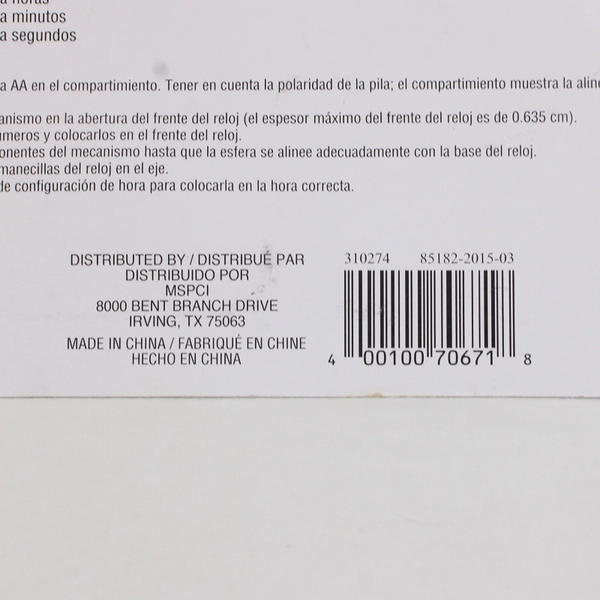 a horas
a minutos
a segundos
a AA en el compartimiento. Tener en cuenta la polaridad de la pila; el compartimiento muestra la aline
anismo en la abertura del frente del reloj (el espesor máximo del frente del reloj es de 0.635 cm).
úmeros y colocarlos en el frente del reloj.
onentes del mecanismo hasta que la esfera se alinee adecuadamente con la base del reloj.
manecillas del reloj en el eje.
de configuración de hora para colocarla en la hora correcta.
DISTRIBUTED BY / DISTRIBUÉ PAR
DISTRIBUIDO POR
MSPCI
8000 BENT BRANCH DRIVE
IRVING, TX 75063
MADE IN CHINA / FABRIQUÉ EN CHINE
HECHO EN CHINA
310274 85182-2015-03
4 00100 70671 8